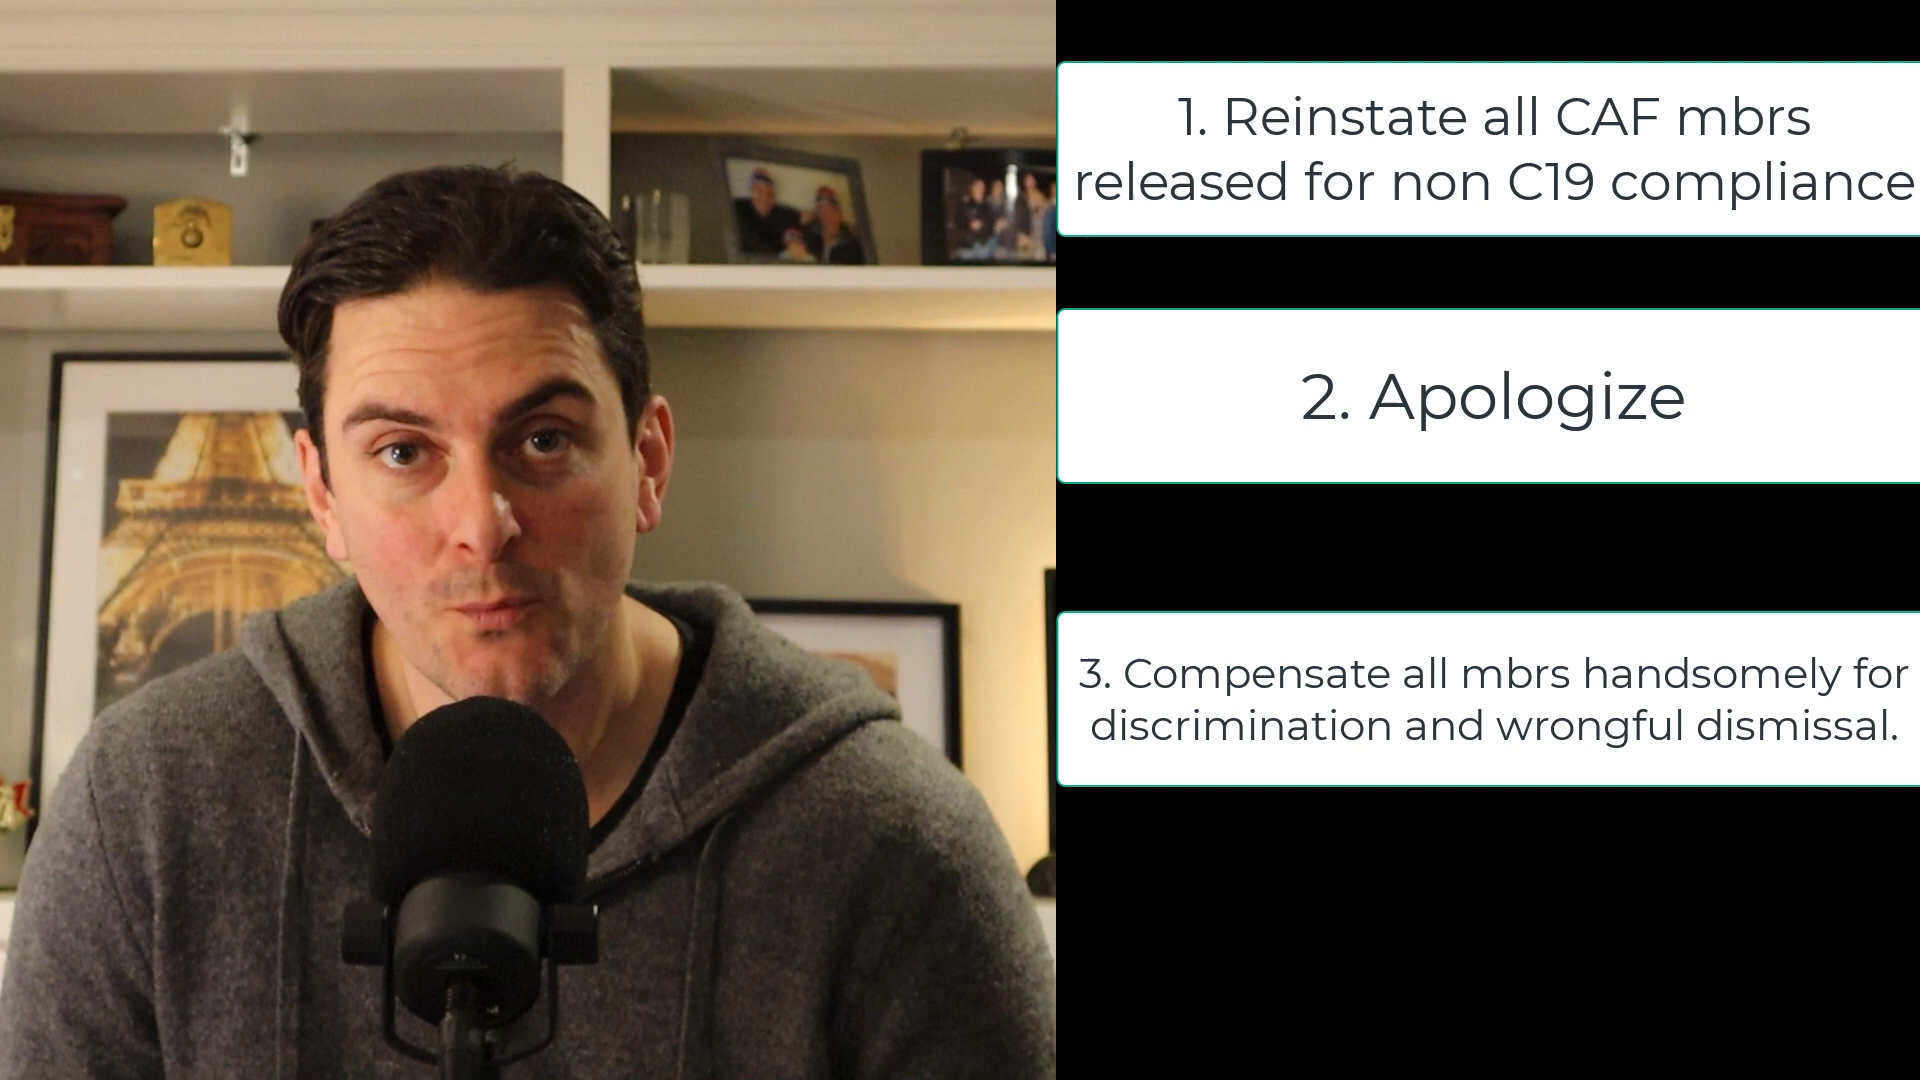 1. Reinstate all CAF mbrs
released for non C19 compliance
2. Apologize
3. Compensate all mbrs handsomely for
discrimination and wrongful dismissal.